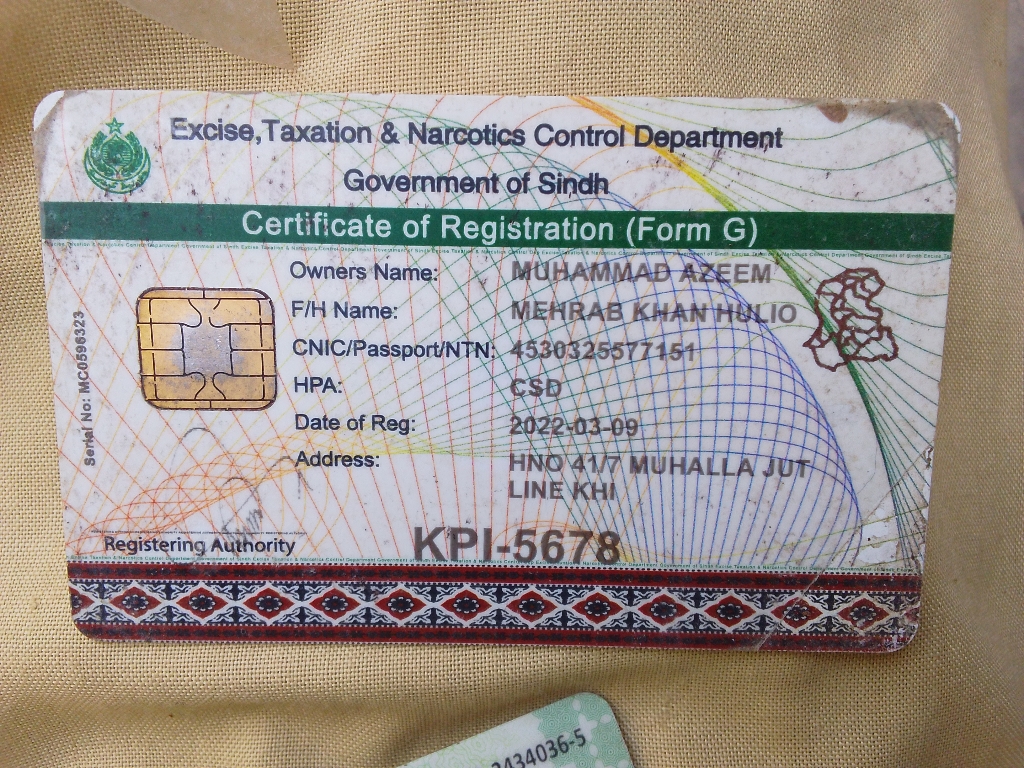 Excise,Taxation & Narcotics Control Department
Government of Sindh
Certificate of Registration (Form G)
Owners Name: MUHAMMAD AZEEM
F/H Name: MEHRAB KHAN HULIO
CNIC/Passport/NTN: 4530325577151
HPA: CSD
Date of Reg: 2022-03-09
Address: HNO 41/7 MUHALLA JUT
LINE KHI
Serial No: MC0596323
Registering Authority
KPI-5678
3434036-5